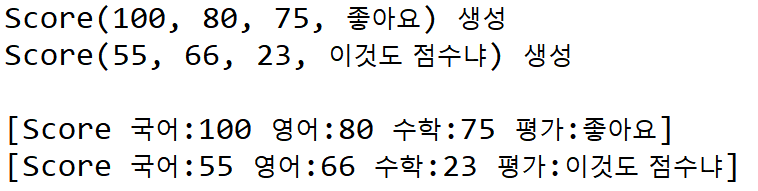 Score(100, 80, 75, 좋아요) 생성
Score(55, 66, 23, 이것도 점수냐) 생성
[Score 국어:100 영어:80 수학:75 평가:좋아요]
[Score 국어:55 영어:66 수학:23 평가:이것도 점수냐]